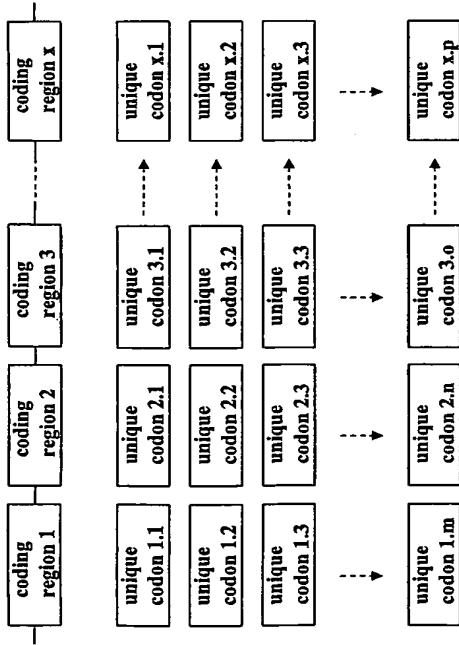 coding
region 1
coding
region 2
coding
region 3
coding
region x
unique
codon 1.1
unique
codon 2.1
unique
codon 3.1
unique
codon x.1
unique
codon 1.2
unique
codon 2.2
unique
codon 3.2
unique
codon x.2
unique
codon 1.3
unique
codon 2.3
unique
codon 3.3
unique
codon x.3
unique
codon 1.m
unique
codon 2.n
unique
codon 3.o
unique
codon x.p